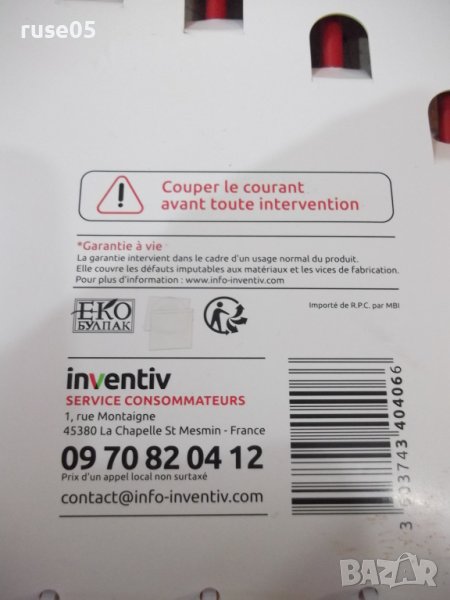 ruse05
Couper le courant
avant toute intervention
*Garantie à vie
La garantie intervient dans le cadre d'un usage normal du produit.
Elle couvre les défauts imputables aux matériaux et les vices de fabrication.
Pour plus d'information : www.info-inventiv.com
Importé de R.P.C. par MBI
ЕКО
БУЛПАК
inventiv
SERVICE CONSOMMATEURS
1, rue Montaigne
45380 La Chapelle St Mesmin - France
09 70 82 04 12
Prix d'un appel local non surtaxé
contact@info-inventiv.com
3 603743 404066
BAZAR